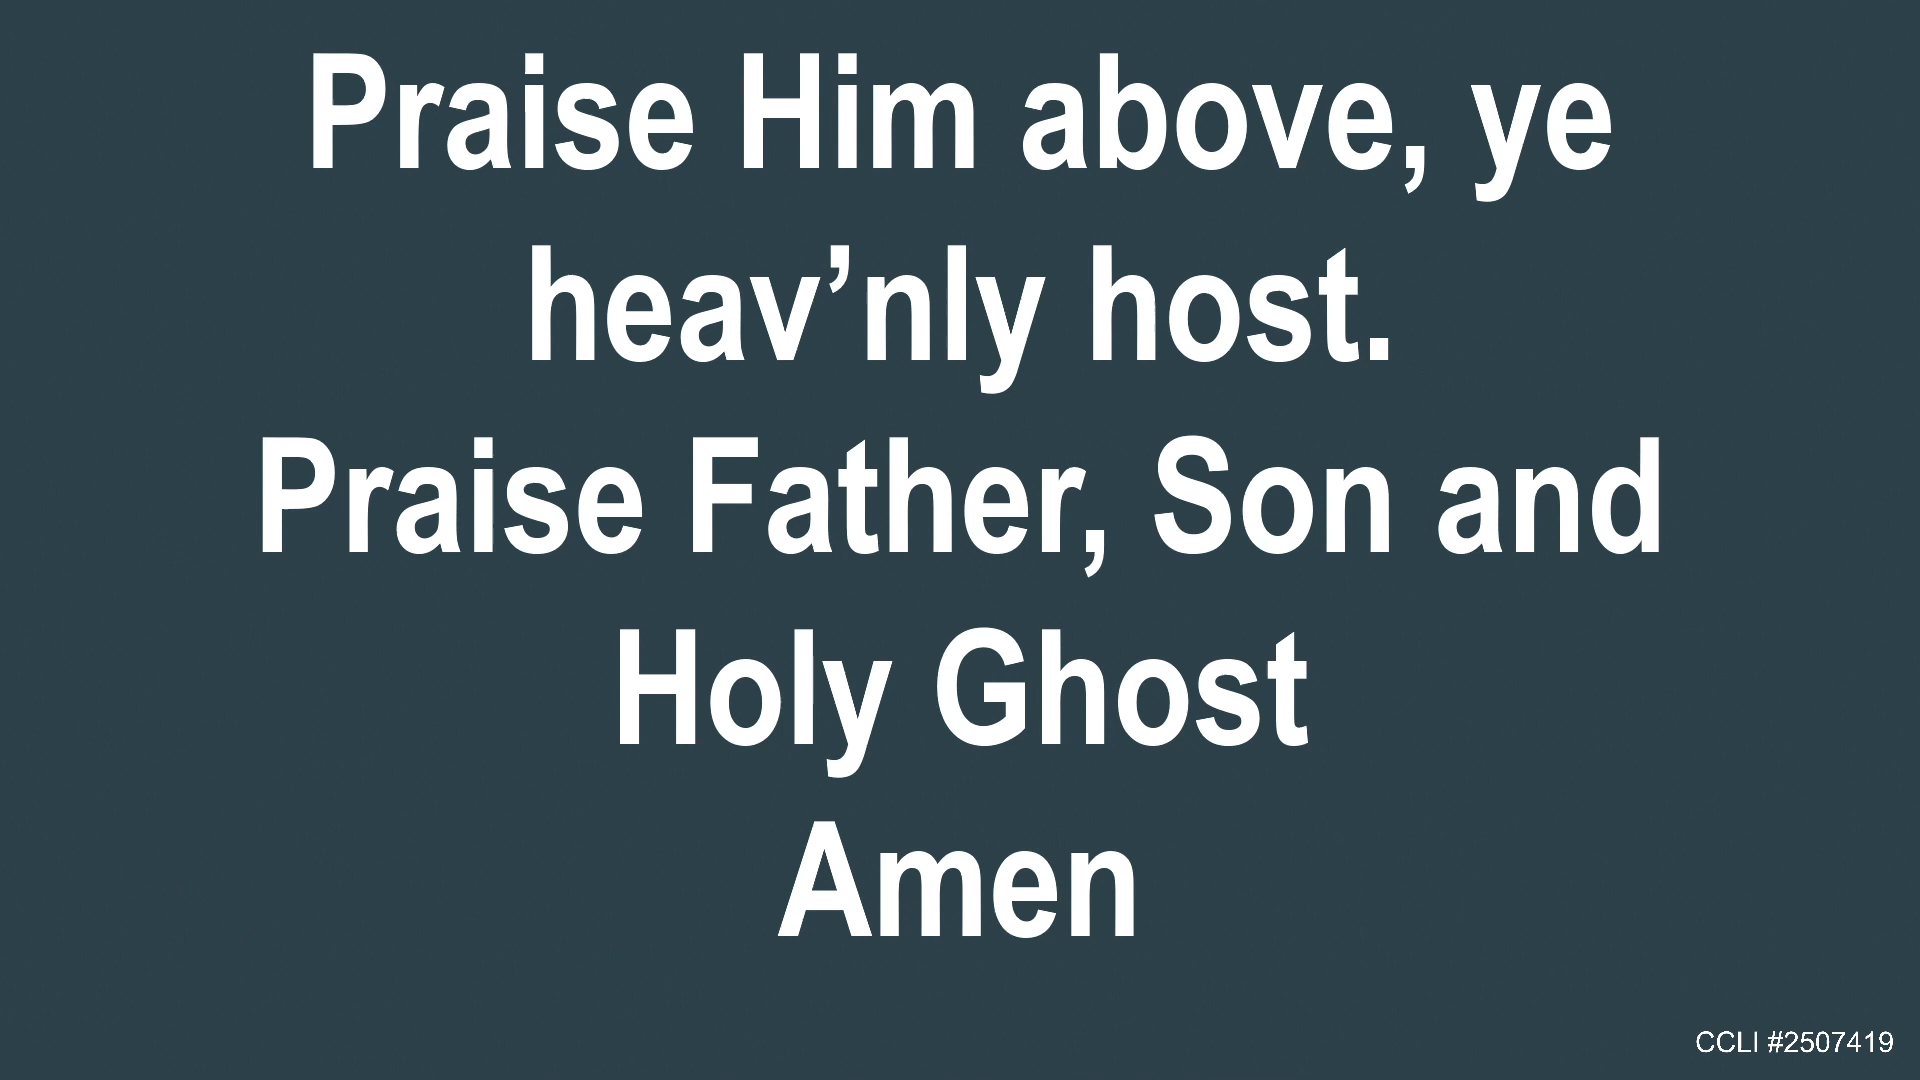 Praise Him above, ye
heav’nly host.
Praise Father, Son and
Holy Ghost
Amen
CCLI #2507419